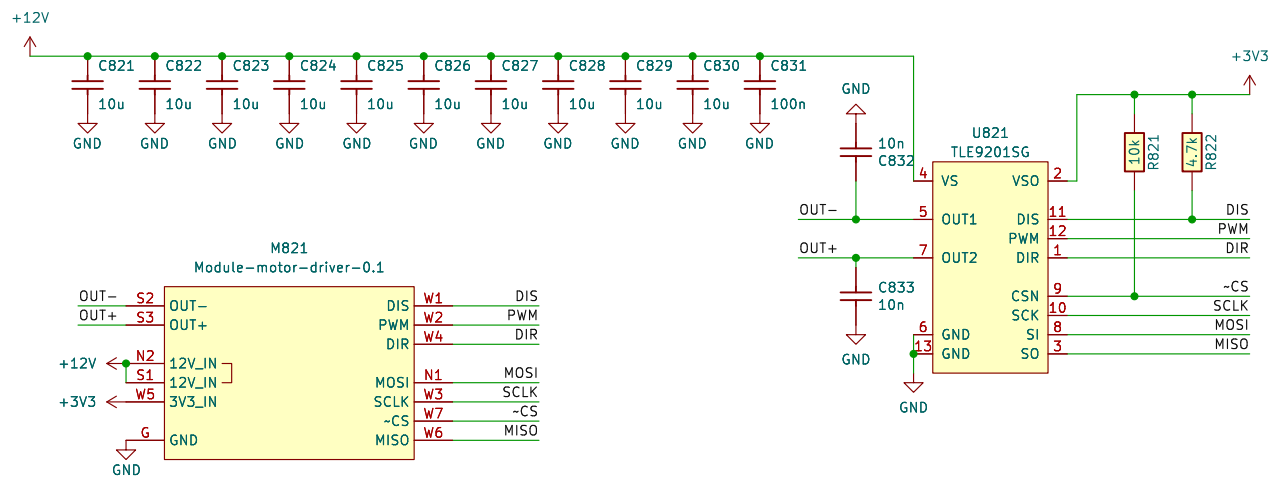 +12V
C821 C822 C823 C824 C825 C826 C827 C828 C829 C830 C831
10u 10u 10u 10u 10u 10u 10u 10u 10u 10u 100n
GND GND GND GND GND GND GND GND GND GND GND
GND
10n
C832
OUT-
OUT+
C833
10n
GND
+3V3
10k
R821
4.7k
R822
U821
TLE9201SG
4 VS VSO 2
5 OUT1 DIS 11 DIS
PWM 12 PWM
7 OUT2 DIR 1 DIR
CSN 9 ~CS
SCK 10 SCLK
6 GND SI 8 MOSI
13 GND SO 3 MISO
GND
M821
Module-motor-driver-0.1
OUT- S2 OUT- DIS W1 DIS
OUT+ S3 OUT+ PWM W2 PWM
DIR W4 DIR
+12V N2 12V_IN
S1 12V_IN MOSI N1 MOSI
+3V3 W5 3V3_IN SCLK W3 SCLK
~CS W7 ~CS
G GND MISO W6 MISO
GND